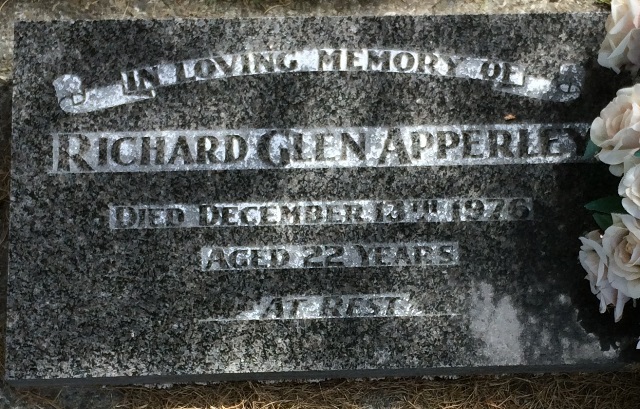 IN LOVING MEMORY OF
RICHARD GLEN APPERLEY
DIED DECEMBER 13TH 1976
AGED 22 YEARS
AT REST